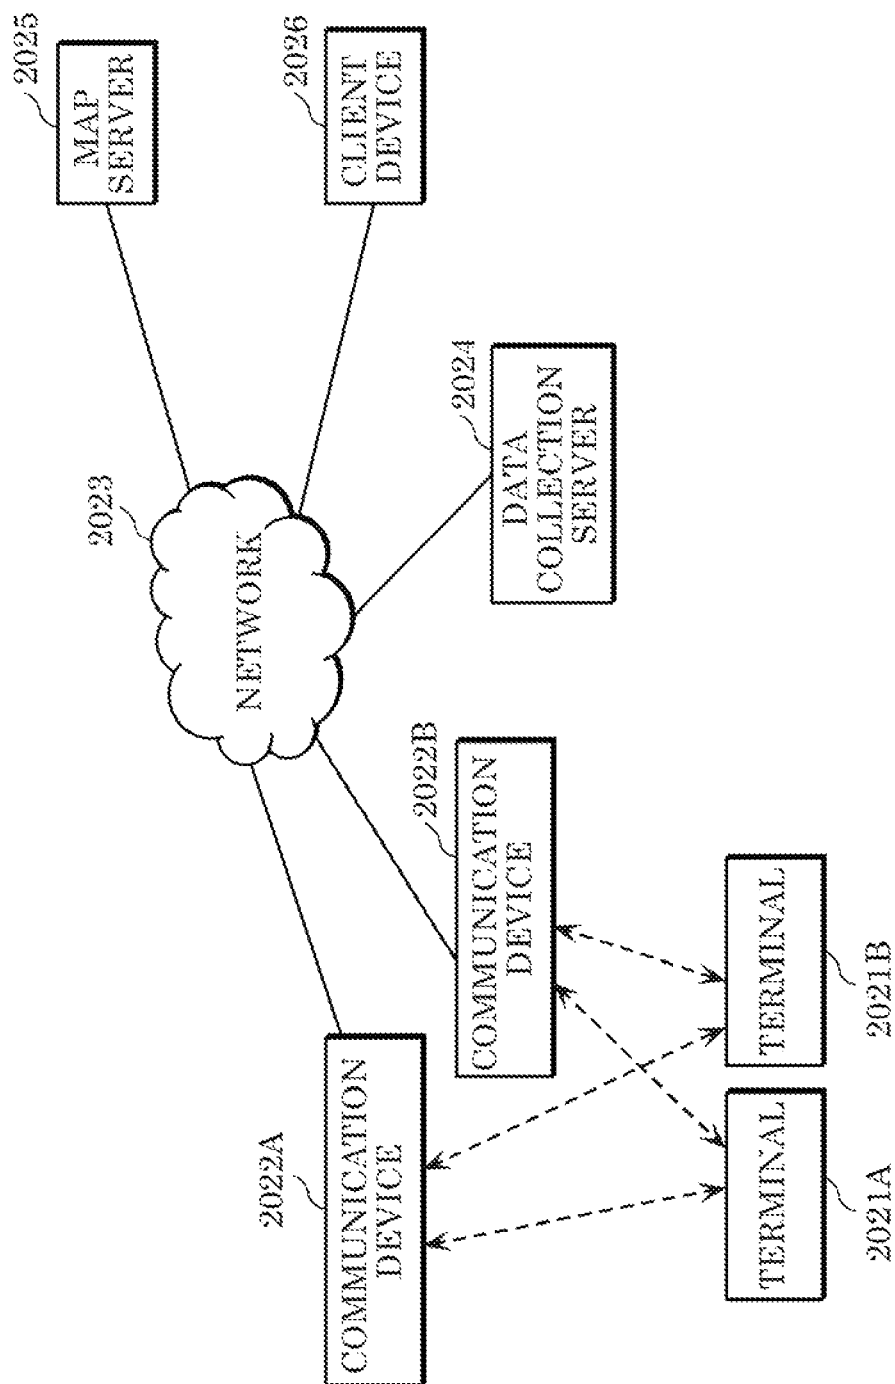 2025
MAP
SERVER
2026
CLIENT
DEVICE
2023
NETWORK
2024
DATA
COLLECTION
SERVER
2022A
COMMUNICATION
DEVICE
2022B
COMMUNICATION
DEVICE
TERMINAL
2021A
TERMINAL
2021B